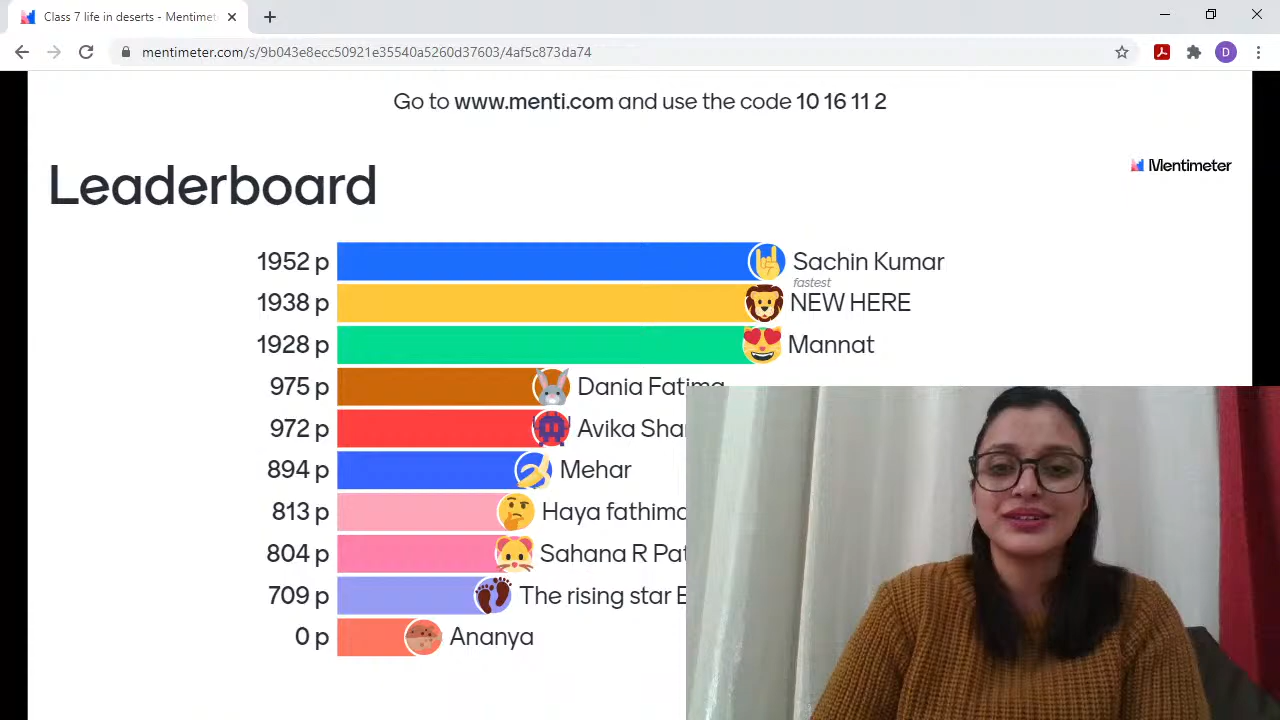 Class 7 life in deserts - Mentimet
mentimeter.com/s/9b043e8ecc50921e35540a5260d37603/4af5c873da74
D
Go to www.menti.com and use the code 10 16 11 2
Mentimeter
Leaderboard
1952 p Sachin Kumar
fastest
1938 p NEW HERE
1928 p Mannat
975 p Dania Fatima
972 p Avika Shar
894 p Mehar
813 p Haya fathima
804 p Sahana R Pat
709 p The rising star E
0 p Ananya